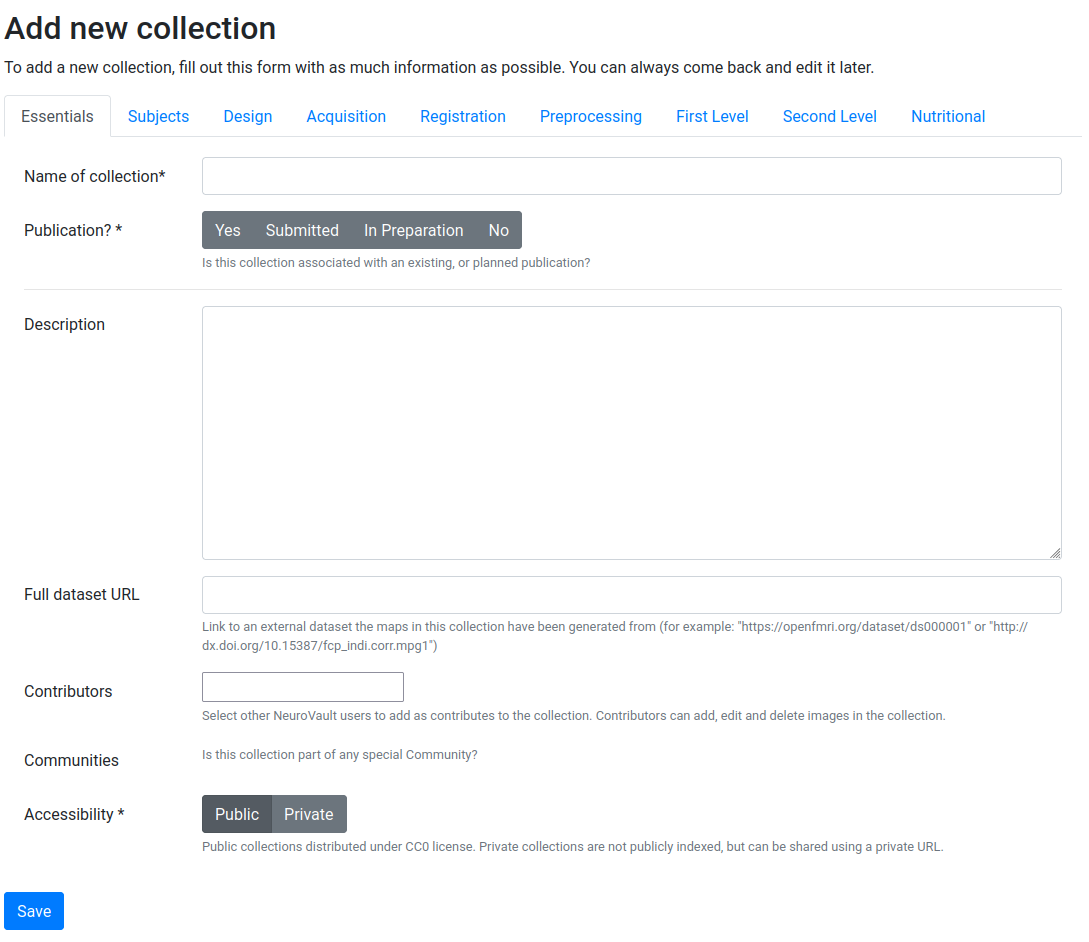 Add new collection
To add a new collection, fill out this form with as much information as possible. You can always come back and edit it later.
Essentials Subjects Design Acquisition Registration Preprocessing First Level Second Level Nutritional
Name of collection*
Publication? * Yes Submitted In Preparation No
Is this collection associated with an existing, or planned publication?
Description
Full dataset URL
Link to an external dataset the maps in this collection have been generated from (for example: "https://openfmri.org/dataset/ds000001" or "http://
dx.doi.org/10.15387/fcp_indi.corr.mpg1")
Contributors
Select other NeuroVault users to add as contributes to the collection. Contributors can add, edit and delete images in the collection.
Communities Is this collection part of any special Community?
Accessibility * Public Private
Public collections distributed under CC0 license. Private collections are not publicly indexed, but can be shared using a private URL.
Save